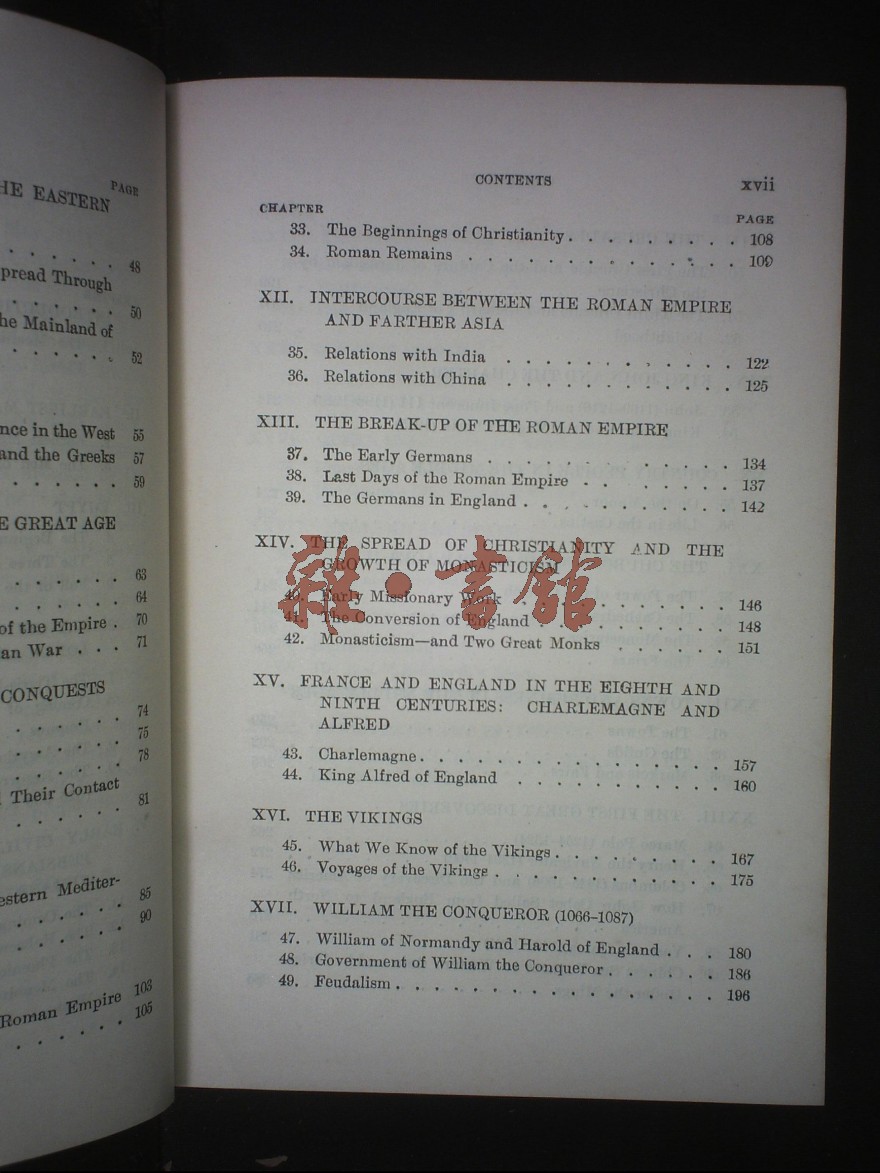 PAGE
HE EASTERN
48
pread Through
50
he Mainland of
52
nce in the West 55
and the Greeks 57
59
E GREAT AGE
63
64
of the Empire . 70
an War . . . 71
CONQUESTS
74
75
78
Their Contact
81
estern Mediter-
85
90
103
Roman Empire 105
CONTENTS xvii
CHAPTER PAGE
33. The Beginnings of Christianity . . . . . . . . . 108
34. Roman Remains . . . . . . . . . . . . . 109
XII. INTERCOURSE BETWEEN THE ROMAN EMPIRE
AND FARTHER ASIA
35. Relations with India . . . . . . . . . . . 122
36. Relations with China . . . . . . . . . . . 125
XIII. THE BREAK-UP OF THE ROMAN EMPIRE
37. The Early Germans . . . . . . . . . . . . 134
38. Last Days of the Roman Empire . . . . . . . . 137
39. The Germans in England . . . . . . . . . . 142
XIV. THE SPREAD OF CHRISTIANITY AND THE
GROWTH OF MONASTICISM
40. Early Missionary Work . . . . . . . . . . . 146
41. The Conversion of England . . . . . . . . . 148
42. Monasticism—and Two Great Monks . . . . . . 151
XV. FRANCE AND ENGLAND IN THE EIGHTH AND
NINTH CENTURIES: CHARLEMAGNE AND
ALFRED
43. Charlemagne . . . . . . . . . . . . . . . 157
44. King Alfred of England . . . . . . . . . . . 160
XVI. THE VIKINGS
45. What We Know of the Vikings . . . . . . . . . 167
46. Voyages of the Vikings . . . . . . . . . . . . 175
XVII. WILLIAM THE CONQUEROR (1066–1087)
47. William of Normandy and Harold of England . . . 180
48. Government of William the Conqueror . . . . . . 186
49. Feudalism . . . . . . . . . . . . . . . . 196
雜·書館